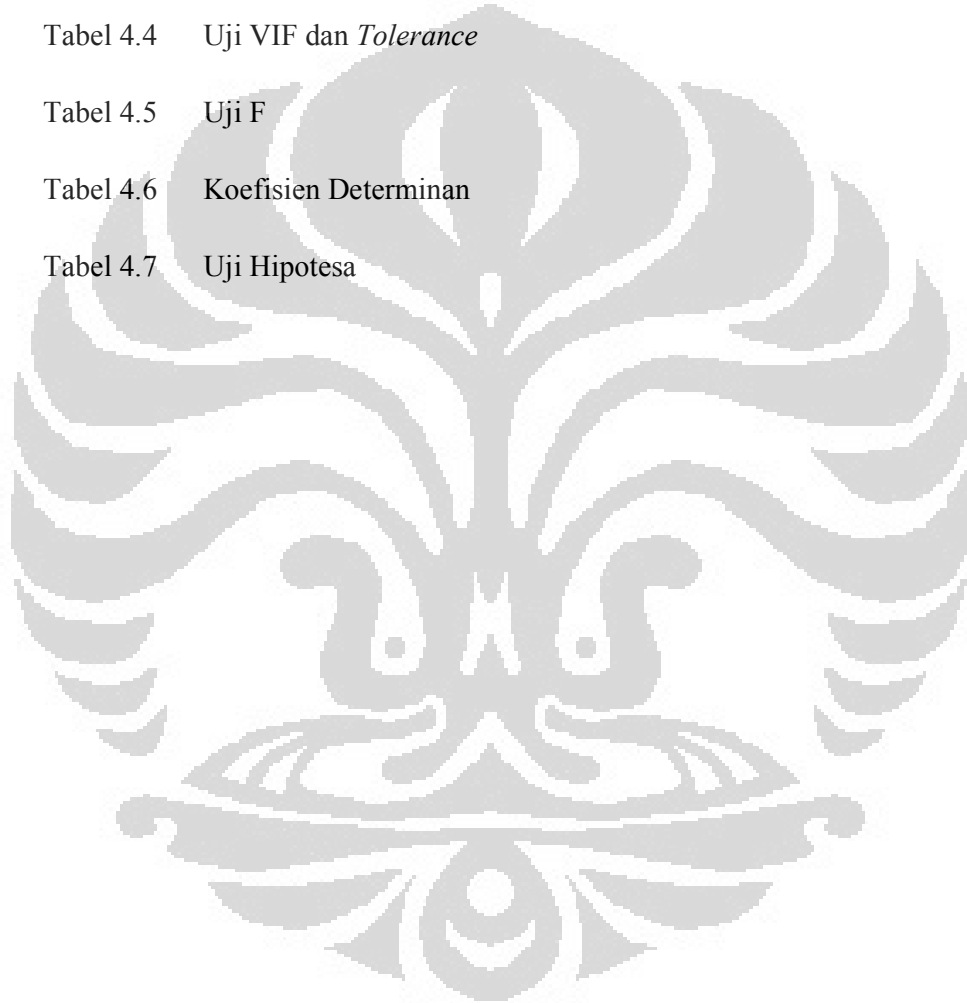 Tabel 4.4 Uji VIF dan Tolerance
Tabel 4.5 Uji F
Tabel 4.6 Koefisien Determinan
Tabel 4.7 Uji Hipotesa